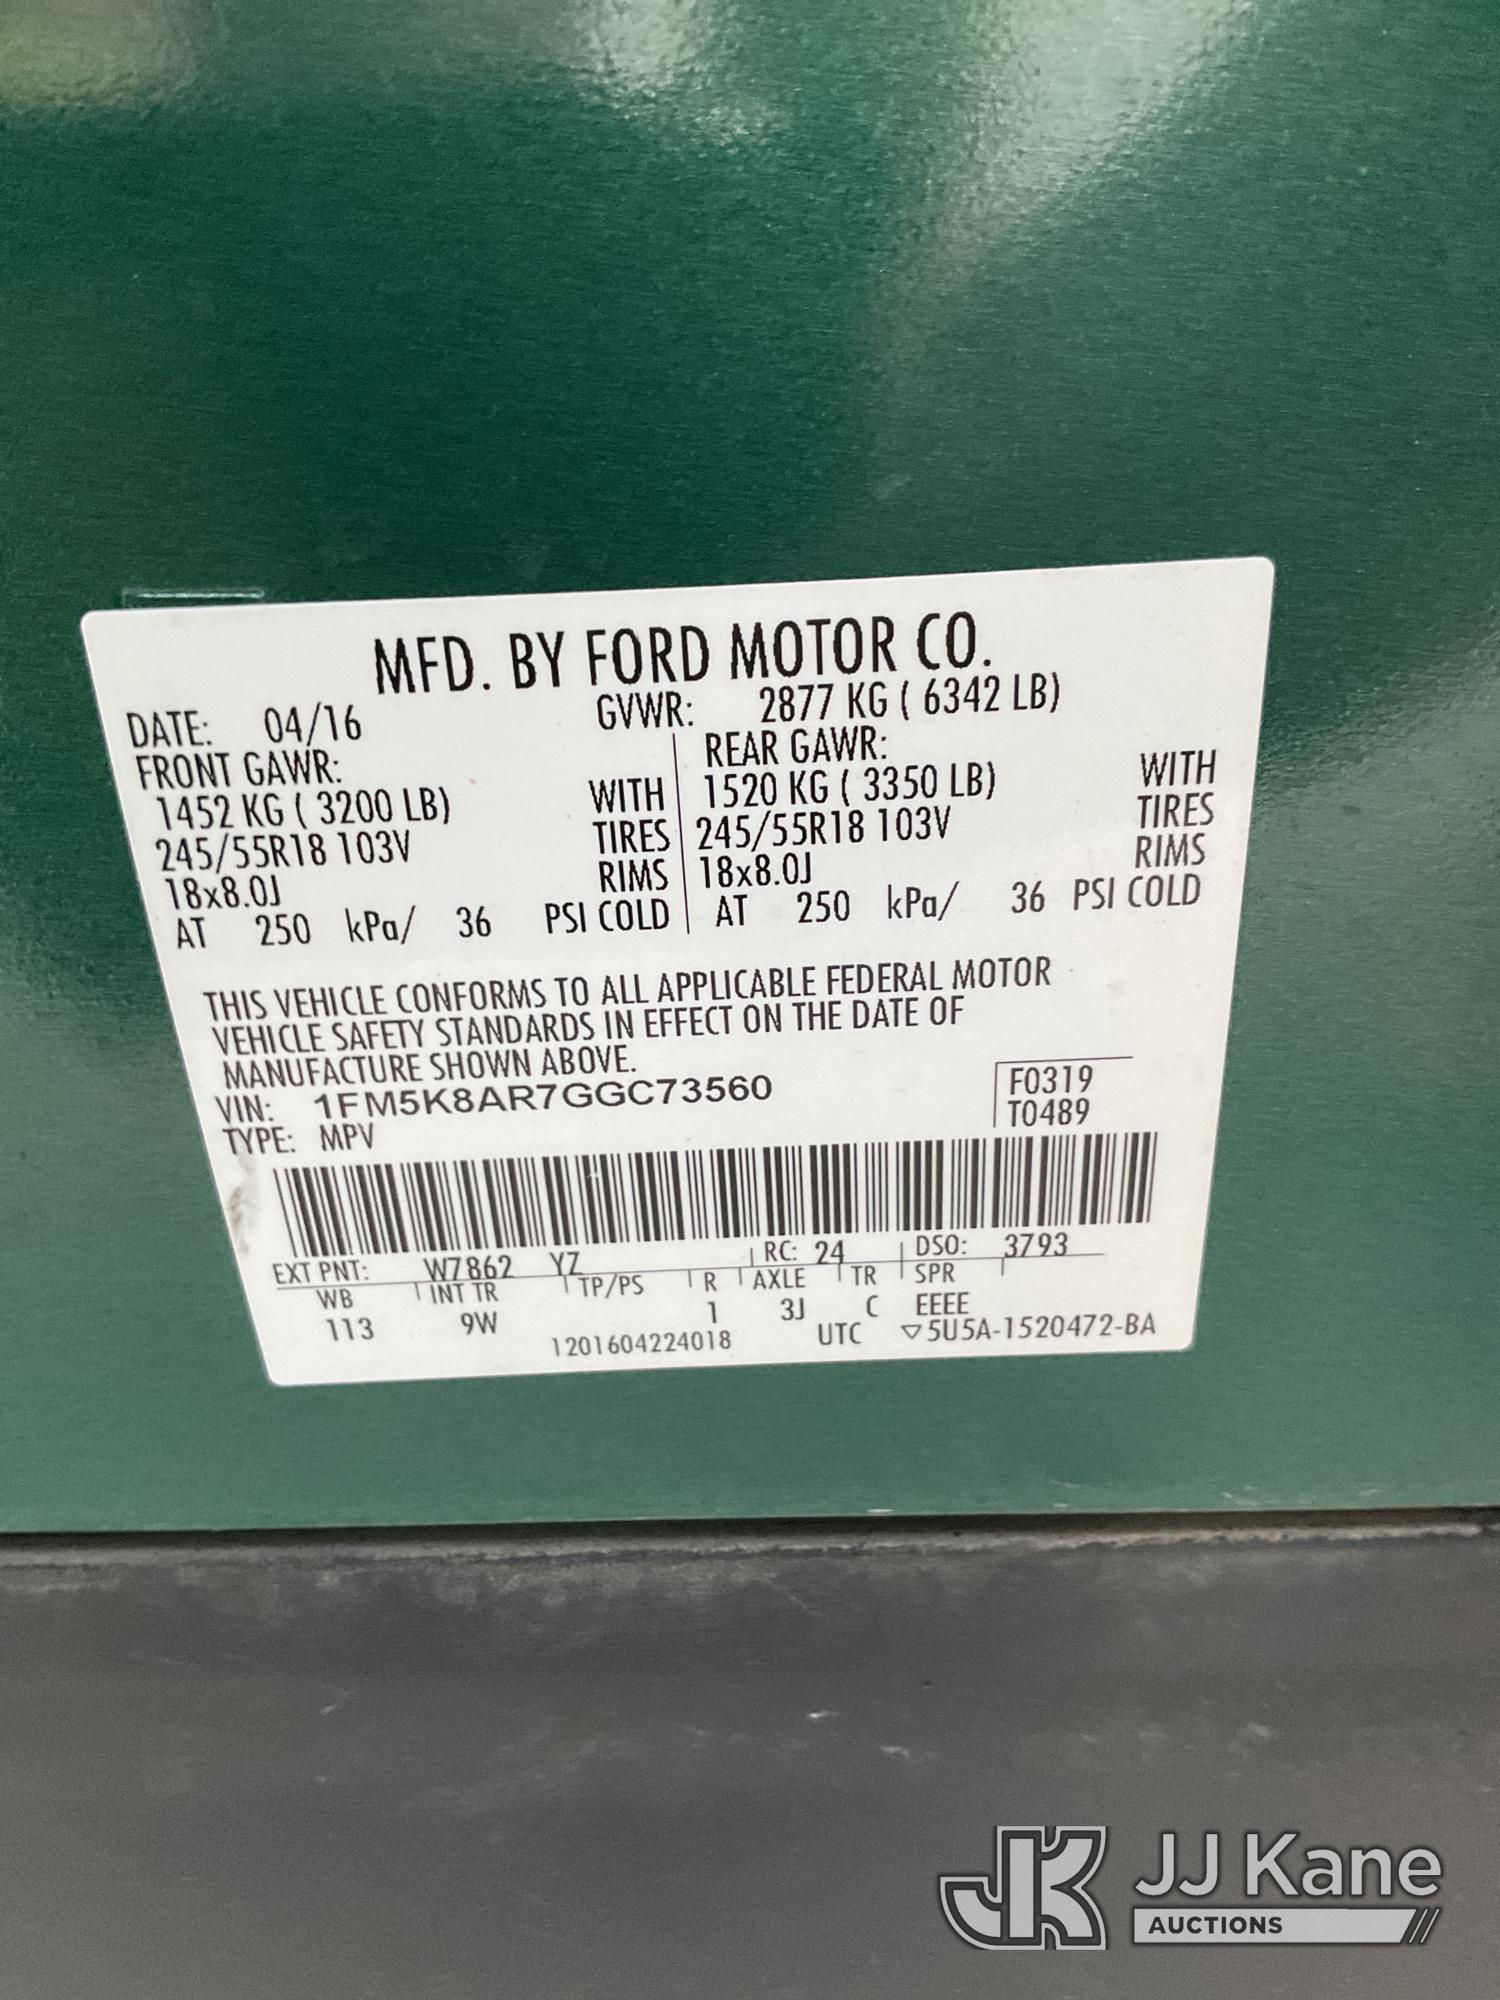 MFD. BY FORD MOTOR CO.
DATE: 04/16 GVWR: 2877 KG ( 6342 LB)
FRONT GAWR: REAR GAWR:
1452 KG ( 3200 LB) WITH 1520 KG ( 3350 LB) WITH
245/55R18 103V TIRES 245/55R18 103V TIRES
18x8.0J RIMS 18x8.0J RIMS
AT 250 kPa/ 36 PSI COLD AT 250 kPa/ 36 PSI COLD
THIS VEHICLE CONFORMS TO ALL APPLICABLE FEDERAL MOTOR
VEHICLE SAFETY STANDARDS IN EFFECT ON THE DATE OF
MANUFACTURE SHOWN ABOVE.
VIN: 1FM5K8AR7GGC73560 F0319
TYPE: MPV T0489
EXT PNT: W7862 YZ RC: 24 DSO: 3793
WB INT TR TP/PS R AXLE TR SPR
113 9W 1 3J C EEEE
1201604224018 UTC ▽5U5A-1520472-BA
JK JJ Kane
AUCTIONS